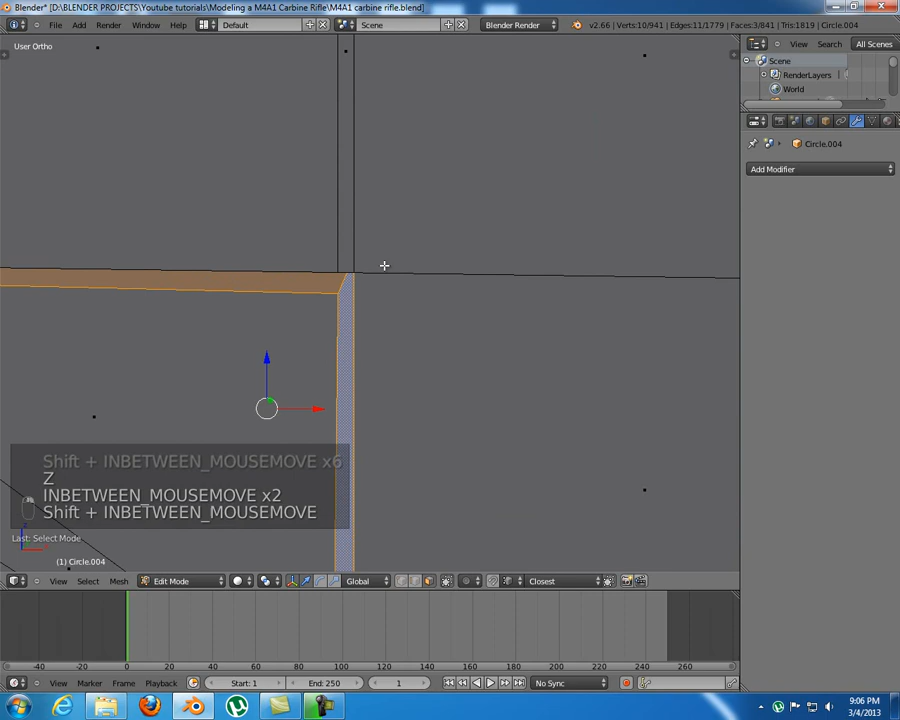 Blender* [D:\BLENDER PROJECTS\Youtube tutorials\Modeling a M4A1 Carbine Rifle\M4A1 carbine rifle.blend]
File Add Render Window Help Default Scene Blender Render v2.66 | Verts:10/941 | Edges:11/1779 | Faces:3/841 | Tris:1819 | Circle.004
User Ortho
View Search All Scenes
Scene
RenderLayers
World
Circle.004
Add Modifier
Shift + INBETWEEN_MOUSEMOVE x6
Z
INBETWEEN_MOUSEMOVE x2
Shift + INBETWEEN_MOUSEMOVE
Last: Select Mode
(1) Circle.004
View Select Mesh Edit Mode Global Closest
-40 -20 0 20 40 60 80 100 120 140 160 180 200 220 240 260
View Marker Frame Playback Start: 1 End: 250 1 No Sync
9:06 PM
3/4/2013